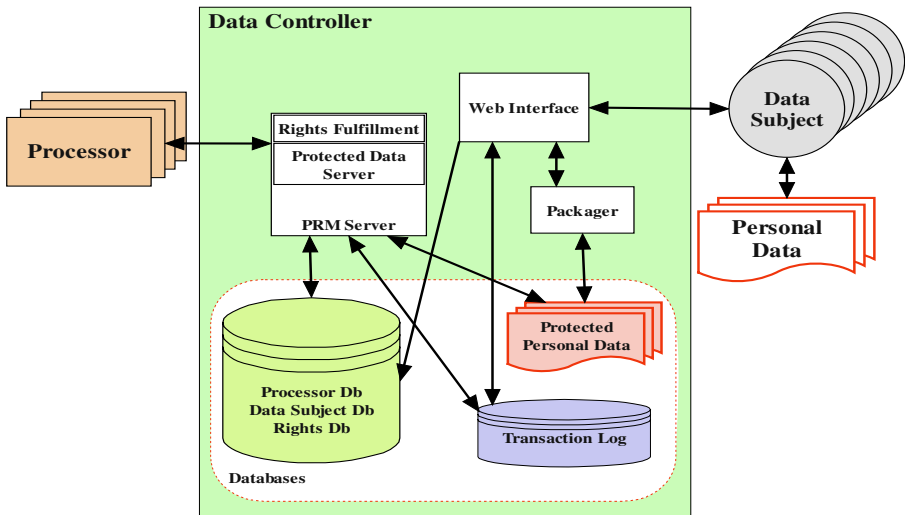 Data Controller
Web Interface
Data
Subject
Rights Fulfillment
Processor
Protected Data
Server
PRM Server
Packager
Personal
Data
Protected
Personal Data
Processor Db
Data Subject Db
Rights Db
Transaction Log
Databases